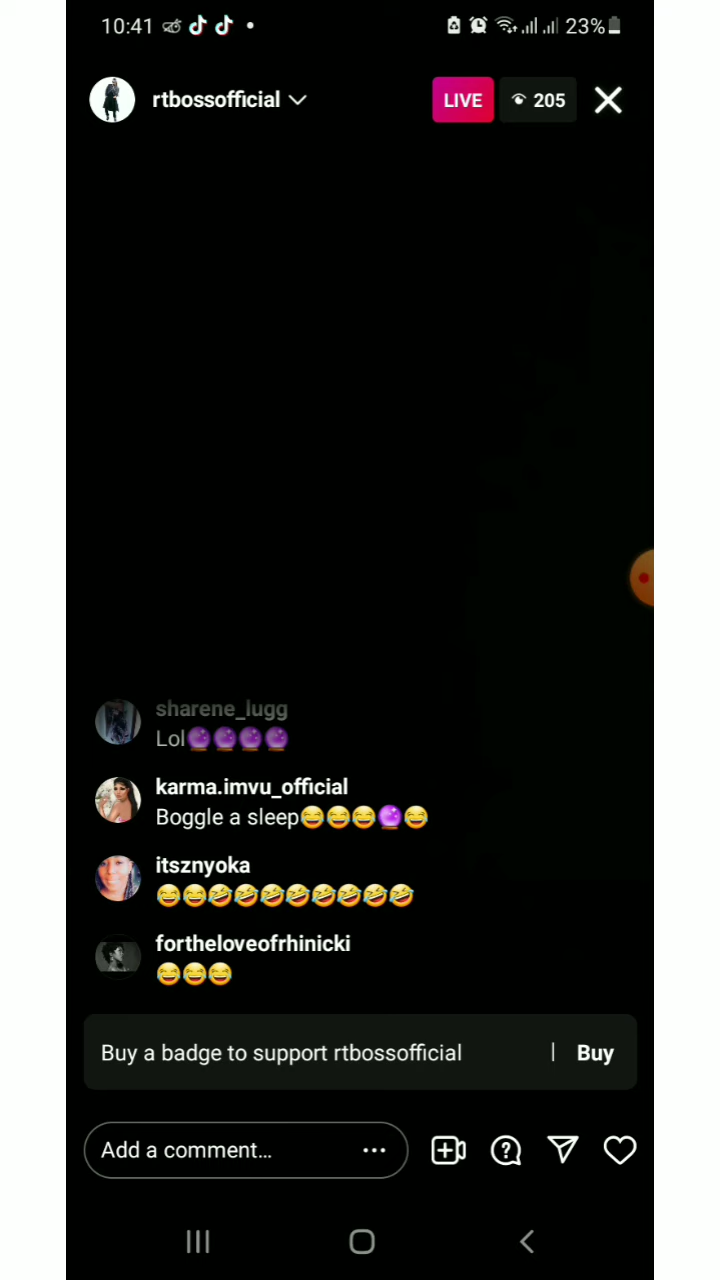 10:41 23%
rtbossofficial LIVE 205
sharene_lugg
Lol🔮🔮🔮🔮
karma.imvu_official
Boggle a sleep😂😂😂🔮😂
itsznyoka
😂😂🤣🤣🤣🤣🤣🤣🤣🤣
fortheloveofrhinicki
😂😂😂
Buy a badge to support rtbossofficial | Buy
Add a comment...